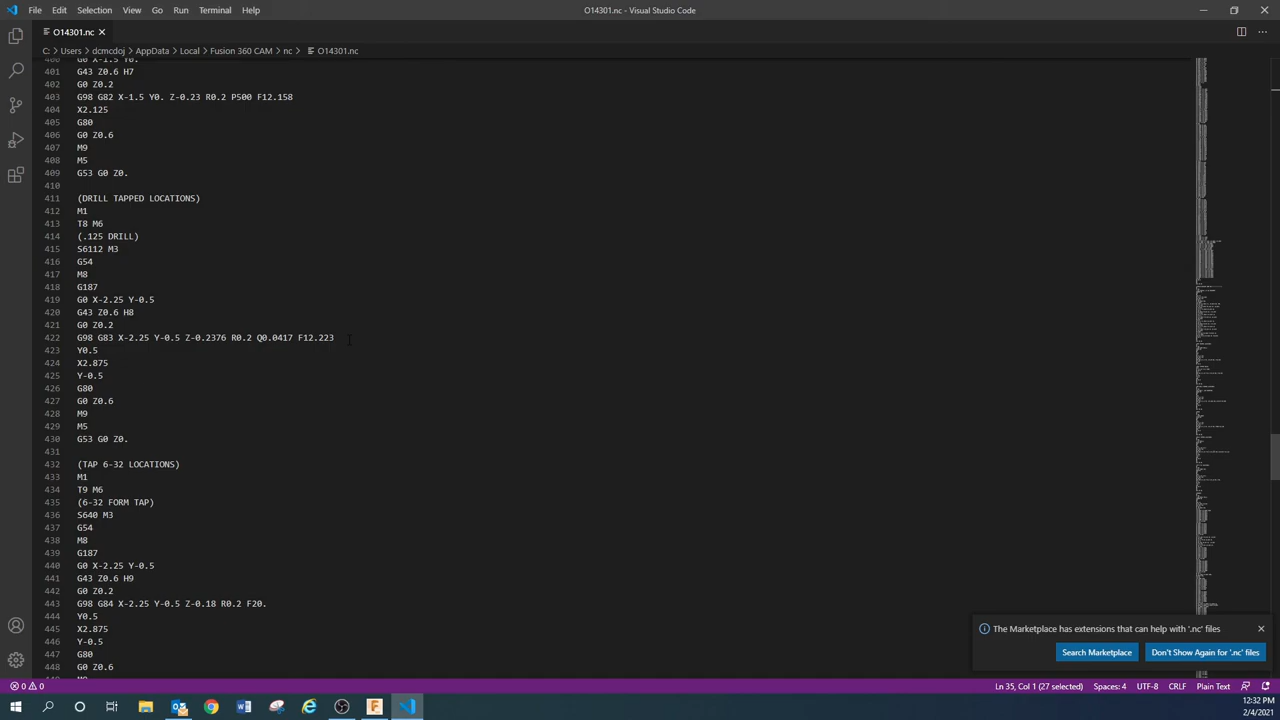 File Edit Selection View Go Run Terminal Help
O14301.nc - Visual Studio Code
O14301.nc
C: > Users > dcmcdoj > AppData > Local > Fusion 360 CAM > nc > O14301.nc
400 G0 X-1.5 Y0.
401 G43 Z0.6 H7
402 G0 Z0.2
403 G98 G82 X-1.5 Y0. Z-0.23 R0.2 P500 F12.158
404 X2.125
405 G80
406 G0 Z0.6
407 M9
408 M5
409 G53 G0 Z0.
410
411 (DRILL TAPPED LOCATIONS)
412 M1
413 T8 M6
414 (.125 DRILL)
415 S6112 M3
416 G54
417 M8
418 G187
419 G0 X-2.25 Y-0.5
420 G43 Z0.6 H8
421 G0 Z0.2
422 G98 G83 X-2.25 Y-0.5 Z-0.2376 R0.2 Q0.0417 F12.223
423 Y0.5
424 X2.875
425 Y-0.5
426 G80
427 G0 Z0.6
428 M9
429 M5
430 G53 G0 Z0.
431
432 (TAP 6-32 LOCATIONS)
433 M1
434 T9 M6
435 (6-32 FORM TAP)
436 S640 M3
437 G54
438 M8
439 G187
440 G0 X-2.25 Y-0.5
441 G43 Z0.6 H9
442 G0 Z0.2
443 G98 G84 X-2.25 Y-0.5 Z-0.18 R0.2 F20.
444 Y0.5
445 X2.875
446 Y-0.5
447 G80
448 G0 Z0.6
The Marketplace has extensions that can help with '.nc' files
Search Marketplace
Don't Show Again for '.nc' files
0 0
Ln 35, Col 1 (27 selected) Spaces: 4 UTF-8 CRLF Plain Text
12:32 PM
2/4/2021